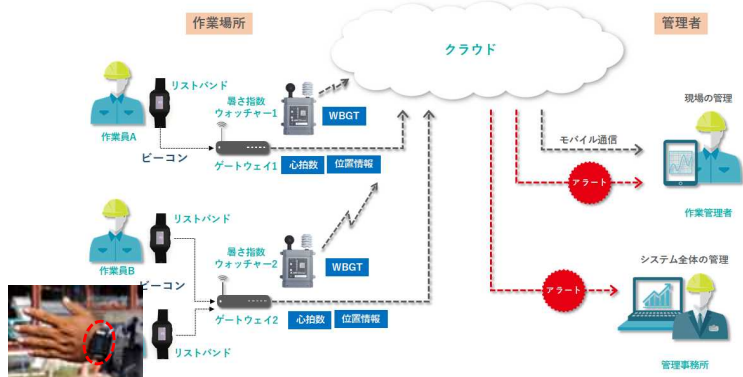 作業場所
管理者
クラウド
リストバンド
暑さ指数
ウォッチャー1
WBGT
作業員A
ビーコン
ゲートウェイ1
心拍数
位置情報
モバイル通信
現場の管理
アラート
作業管理者
リストバンド
暑さ指数
ウォッチャー2
WBGT
作業員B
ビーコン
ゲートウェイ2
心拍数
位置情報
リストバンド
システム全体の管理
アラート
管理事務所